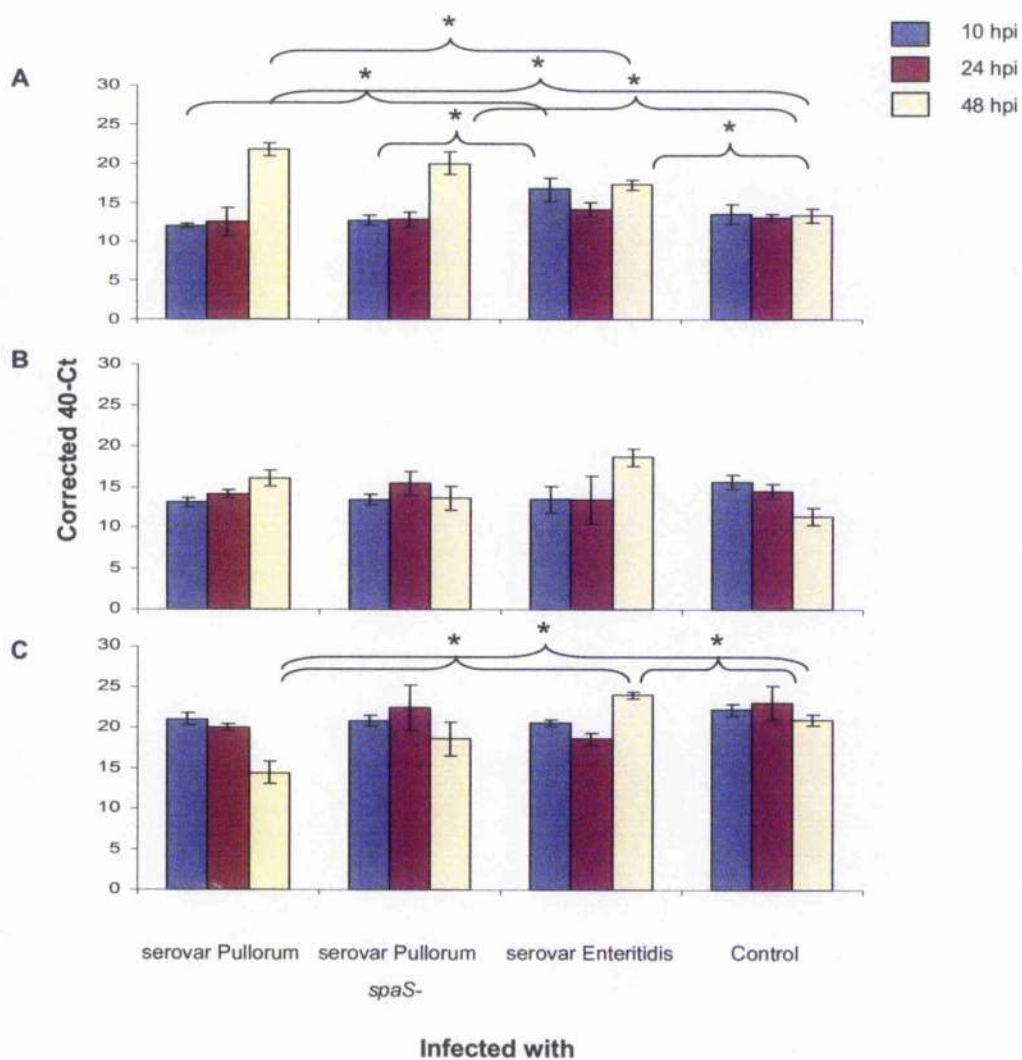 10 hpi
24 hpi
48 hpi
*
*
*
*
*
*
A
30
25
20
15
10
5
0
B
30
25
20
15
10
5
0
Corrected 40-Ct
C
30
25
20
15
10
5
0
*
*
*
serovar Pullorum
serovar Pullorum
spaS-
serovar Enteritidis
Control
Infected with